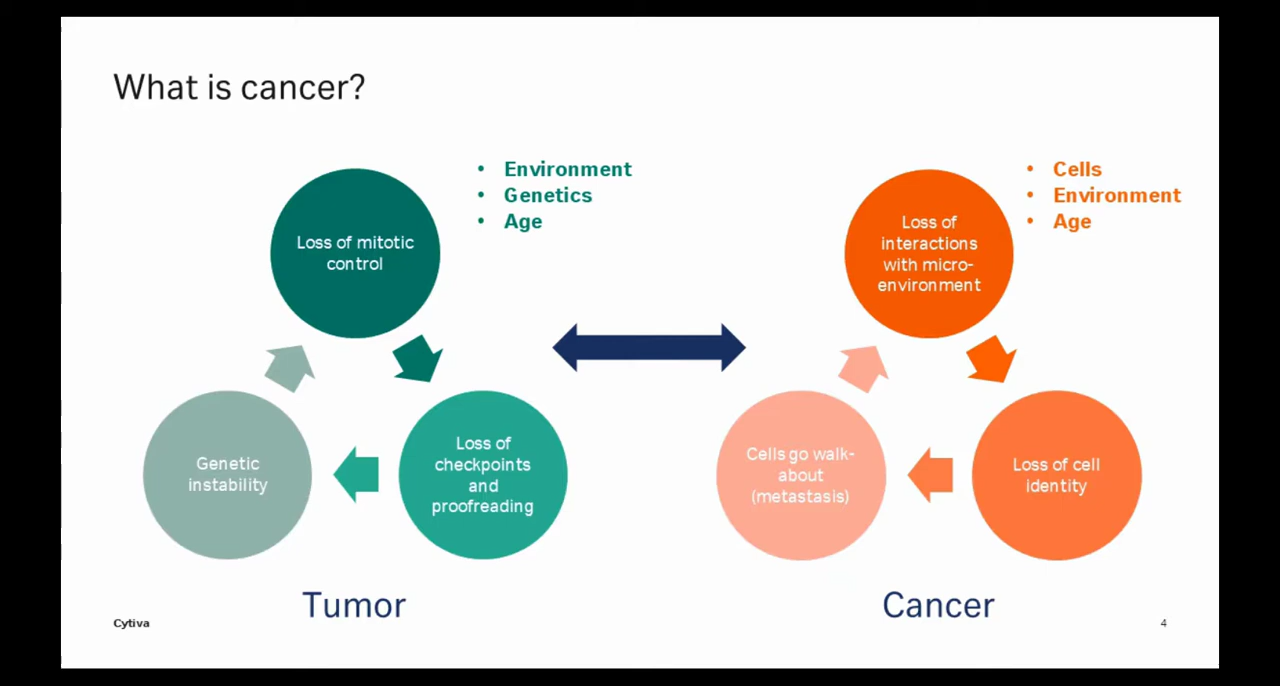 What is cancer?
• Environment
• Genetics
• Age
Loss of mitotic
control
Loss of
checkpoints
and
proofreading
Genetic
instability
Tumor
• Cells
• Environment
• Age
Loss of
interactions
with micro-
environment
Loss of cell
identity
Cells go walk-
about
(metastasis)
Cancer
Cytiva
4